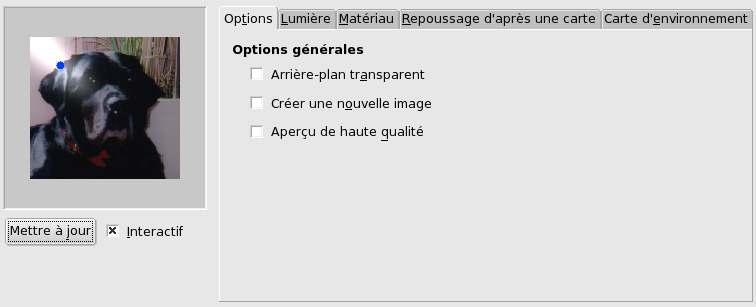 Options Lumière Matériau Repoussage d'après une carte Carte d'environnement
Options générales
Arrière-plan transparent
Créer une nouvelle image
Aperçu de haute qualité
Mettre à jour Interactif